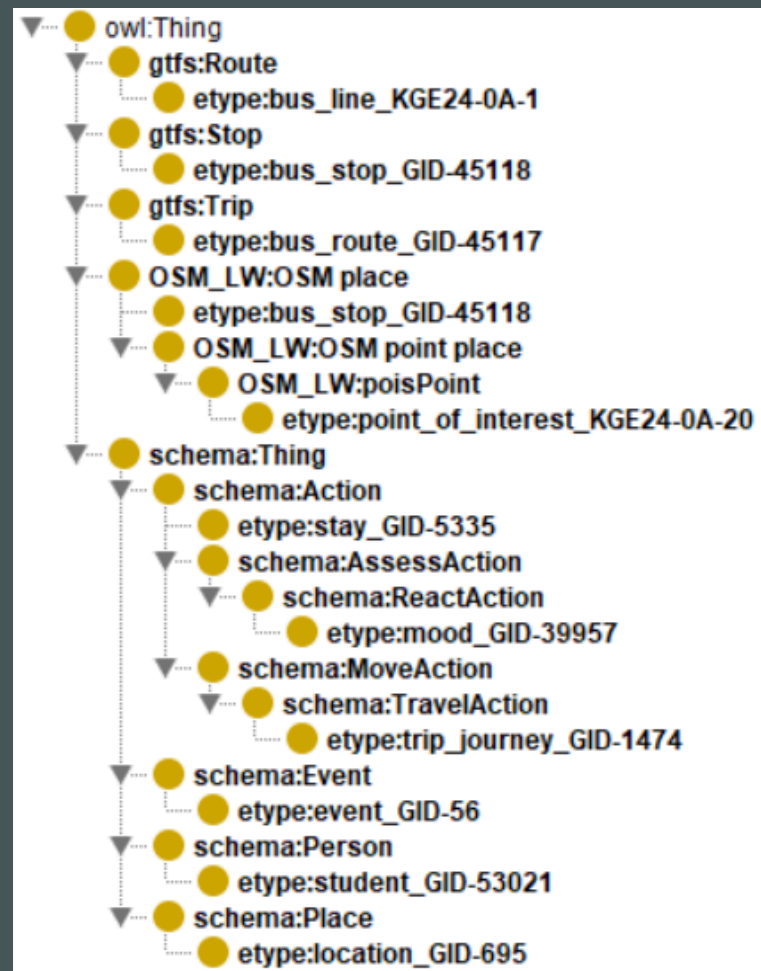 owl:Thing
gtfs:Route
etype:bus_line_KGE24-0A-1
gtfs:Stop
etype:bus_stop_GID-45118
gtfs:Trip
etype:bus_route_GID-45117
OSM_LW:OSM place
etype:bus_stop_GID-45118
OSM_LW:OSM point place
OSM_LW:poisPoint
etype:point_of_interest_KGE24-0A-20
schema:Thing
schema:Action
etype:stay_GID-5335
schema:AssessAction
schema:ReactAction
etype:mood_GID-39957
schema:MoveAction
schema:TravelAction
etype:trip_journey_GID-1474
schema:Event
etype:event_GID-56
schema:Person
etype:student_GID-53021
schema:Place
etype:location_GID-695